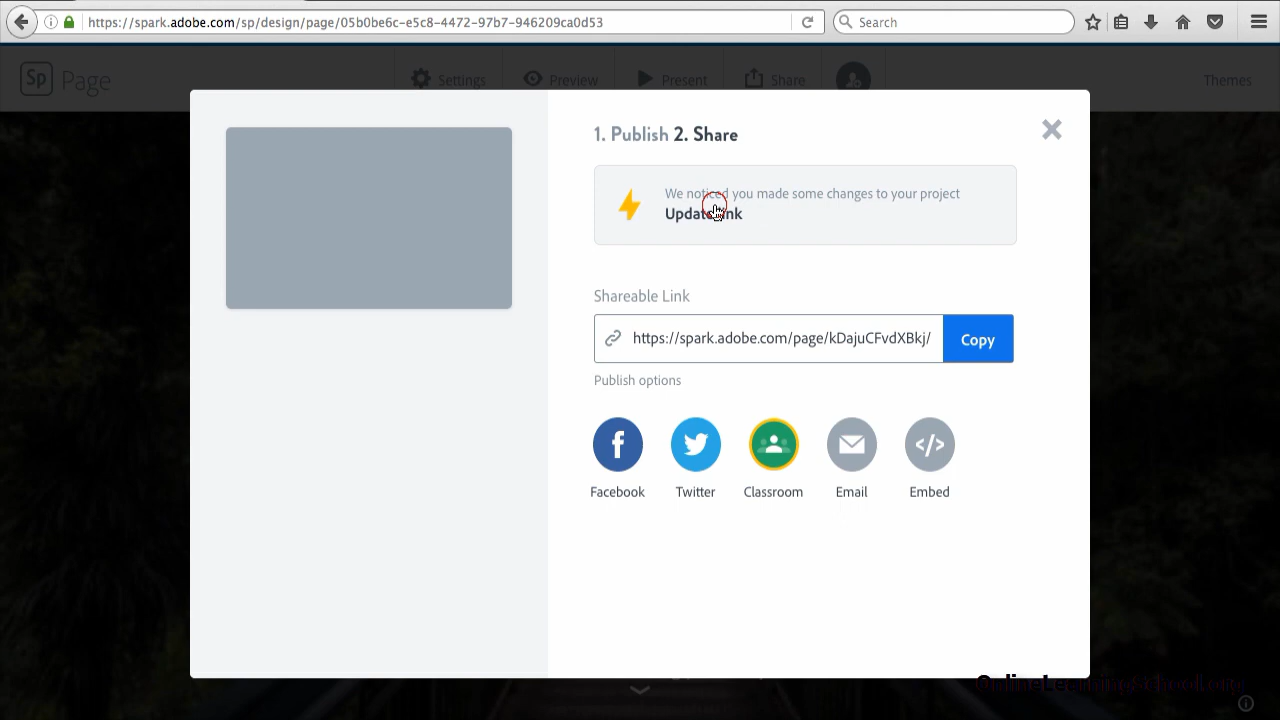 https://spark.adobe.com/sp/design/page/05b0be6c-e5c8-4472-97b7-946209ca0d53
Search
Sp Page
Settings
Preview
Present
Share
Themes
1. Publish 2. Share
We noticed you made some changes to your project
Update link
Shareable Link
https://spark.adobe.com/page/kDajuCFvdXBkj/
Copy
Publish options
Facebook
Twitter
Classroom
Email
Embed
OnlineLearningSchool.org